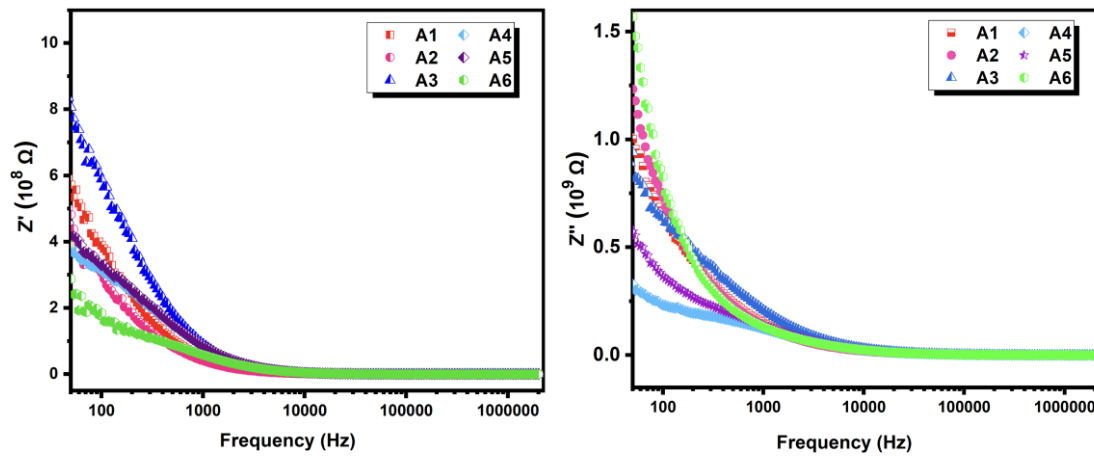 Z' (10⁸ Ω)
10
8
6
4
2
0
A1 A4
A2 A5
A3 A6
100 1000 10000 100000 1000000
Frequency (Hz)
Z'' (10⁹ Ω)
1.5
1.0
0.5
0.0
A1 A4
A2 A5
A3 A6
100 1000 10000 100000 1000000
Frequency (Hz)